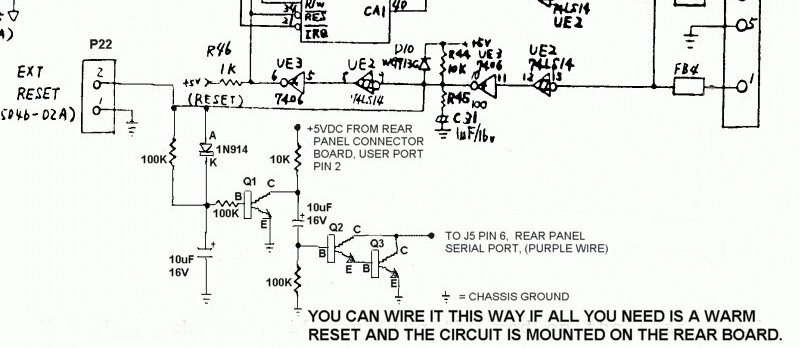 34 R/W
21 RES
IRQ
CA1 40
74LS14
UE2
5
A)
P22
EXT
RESET
(S04b-02A)
2
1
R46
1K
+5V
(RESET)
UE3
6 5
7406
UE2
8 9
74LS14
D10
+5V
R44
10K
UE3
7406
10 11
R45
100
C31
1uF/16v
UE2
74LS14
12 13
FB4
1
100K
A
1N914
K
+5VDC FROM REAR
PANEL CONNECTOR
BOARD, USER PORT
PIN 2
10K
Q1
B C
E
100K
10uF
16V
+
10uF
16V
+
Q2
B C
E
Q3
B C
E
100K
TO J5 PIN 6, REAR PANEL
SERIAL PORT, (PURPLE WIRE)
= CHASSIS GROUND
YOU CAN WIRE IT THIS WAY IF ALL YOU NEED IS A WARM
RESET AND THE CIRCUIT IS MOUNTED ON THE REAR BOARD.